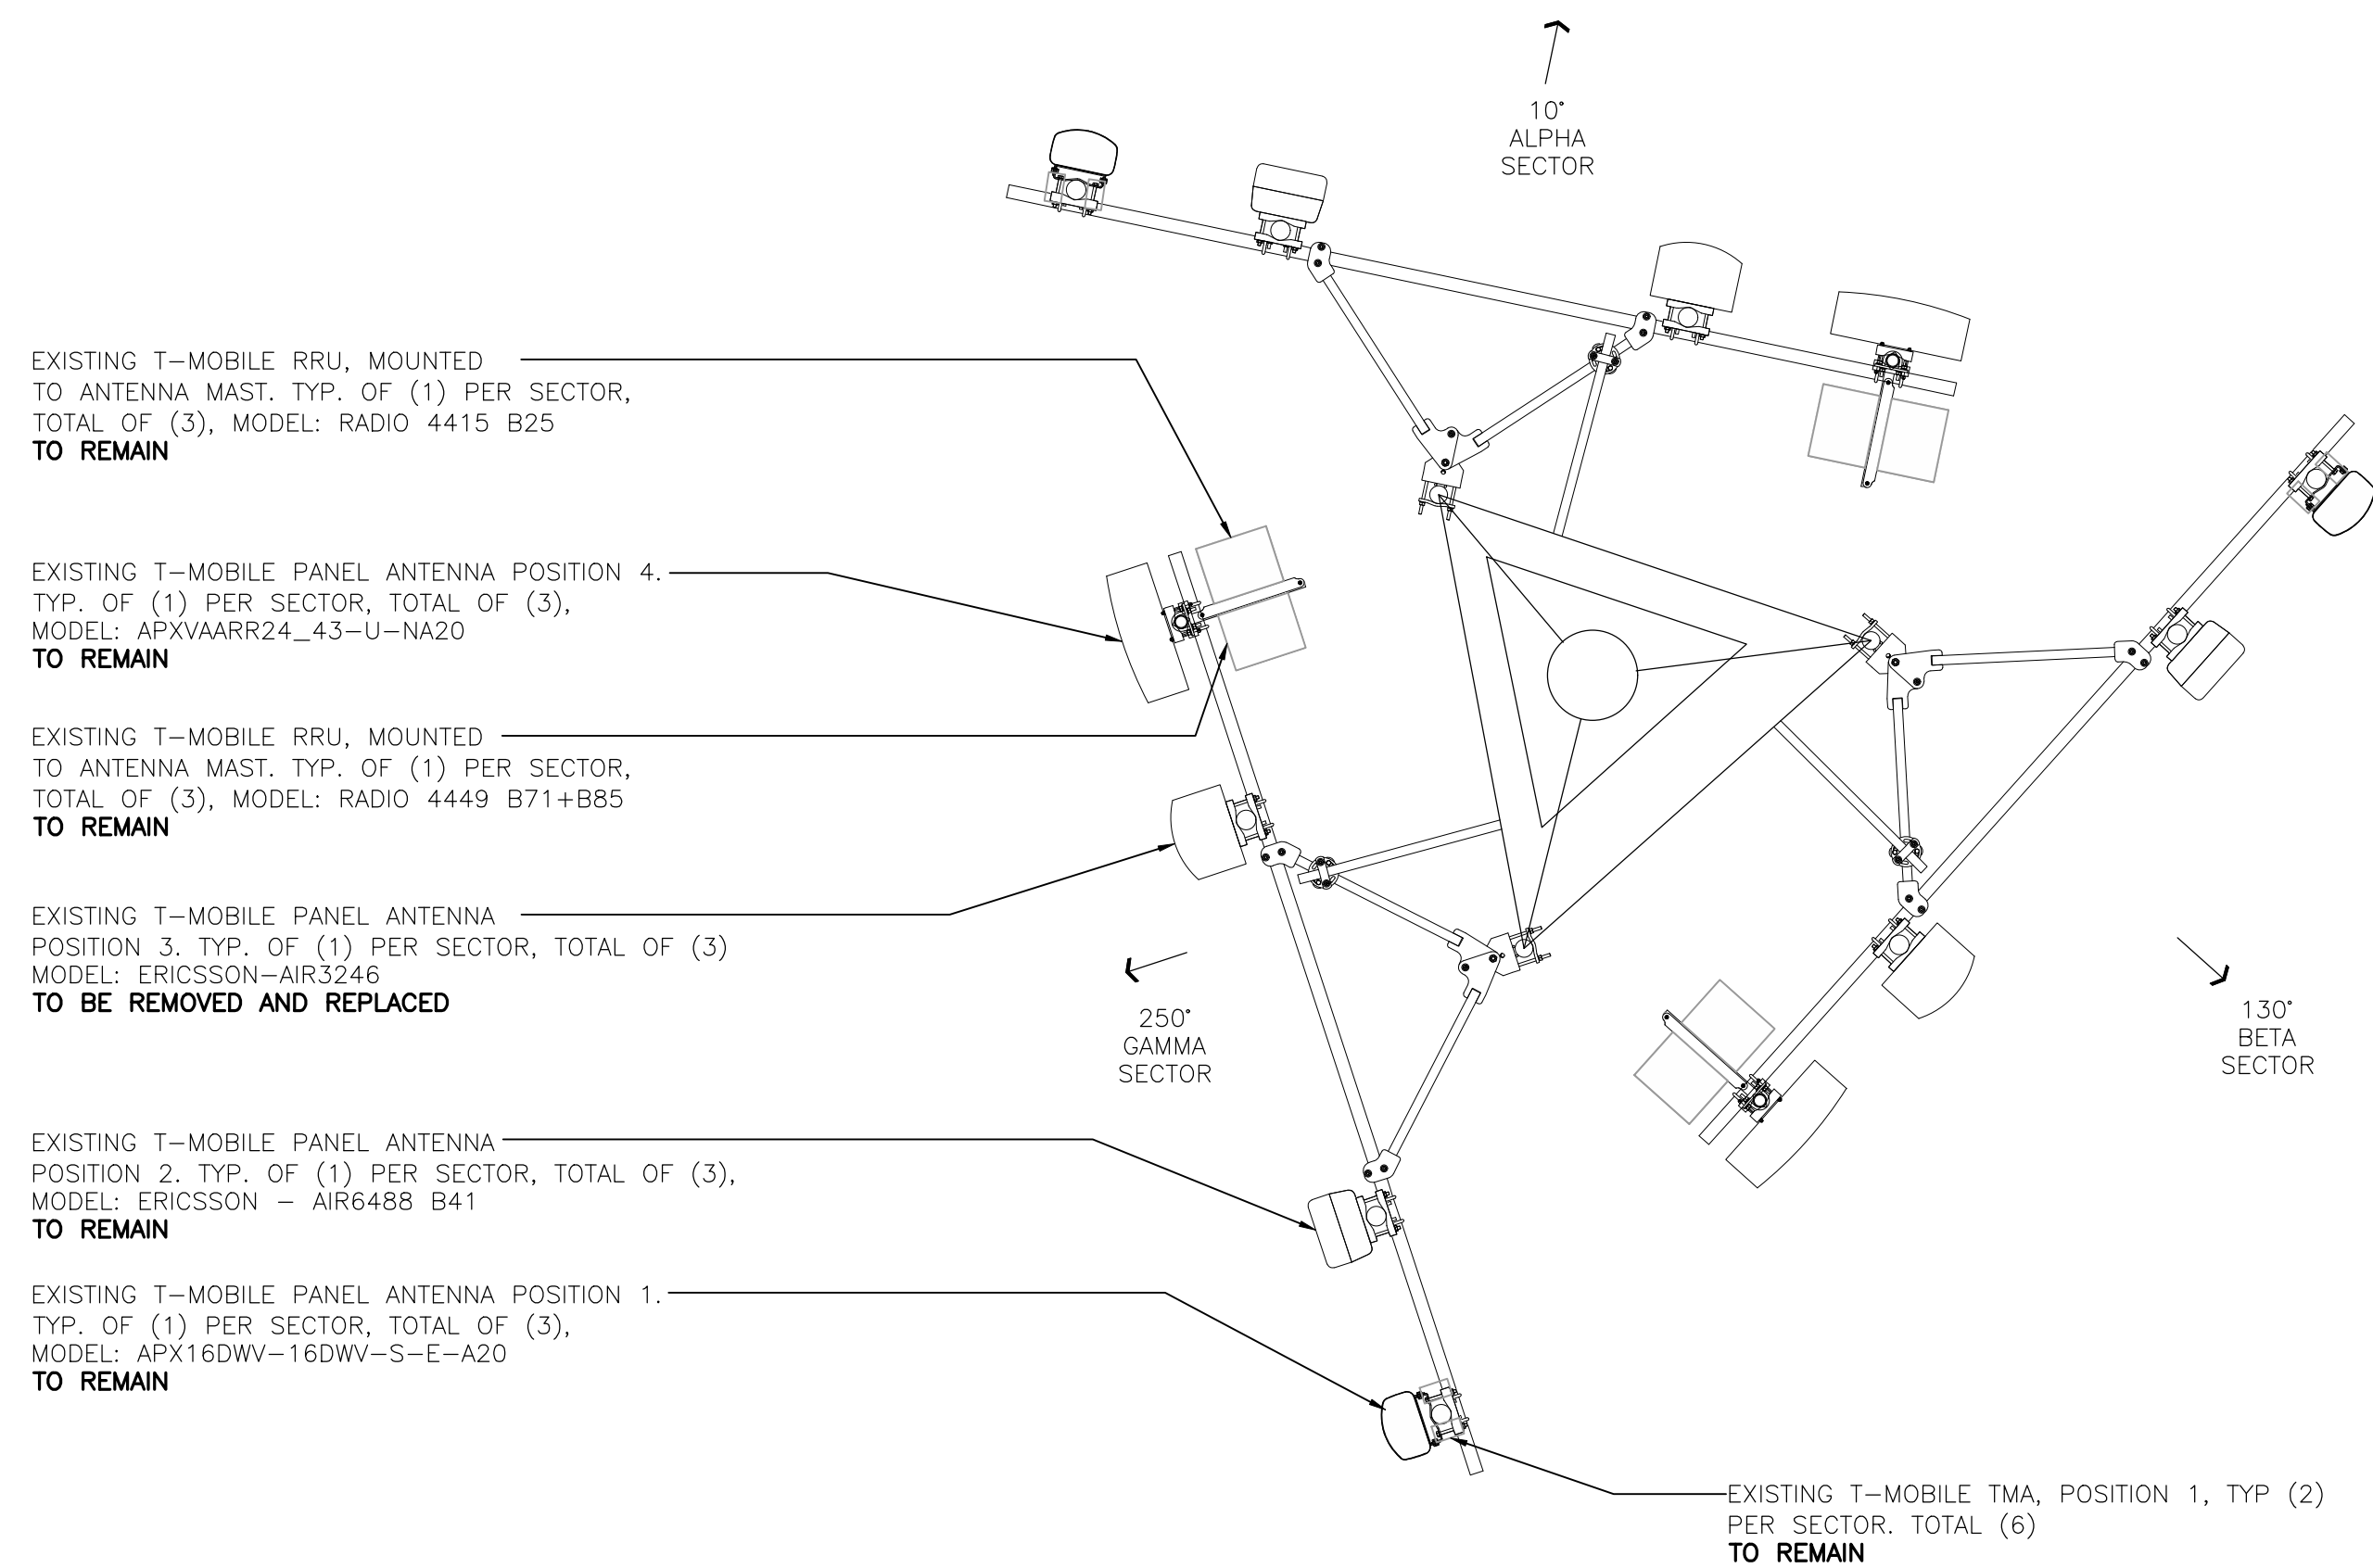 10°
ALPHA
SECTOR
EXISTING T-MOBILE RRU, MOUNTED
TO ANTENNA MAST. TYP. OF (1) PER SECTOR,
TOTAL OF (3), MODEL: RADIO 4415 B25
TO REMAIN
EXISTING T-MOBILE PANEL ANTENNA POSITION 4.
TYP. OF (1) PER SECTOR, TOTAL OF (3),
MODEL: APXVAARR24_43-U-NA20
TO REMAIN
EXISTING T-MOBILE RRU, MOUNTED
TO ANTENNA MAST. TYP. OF (1) PER SECTOR,
TOTAL OF (3), MODEL: RADIO 4449 B71+B85
TO REMAIN
EXISTING T-MOBILE PANEL ANTENNA
POSITION 3. TYP. OF (1) PER SECTOR, TOTAL OF (3)
MODEL: ERICSSON-AIR3246
TO BE REMOVED AND REPLACED
250°
GAMMA
SECTOR
130°
BETA
SECTOR
EXISTING T-MOBILE PANEL ANTENNA
POSITION 2. TYP. OF (1) PER SECTOR, TOTAL OF (3),
MODEL: ERICSSON - AIR6488 B41
TO REMAIN
EXISTING T-MOBILE PANEL ANTENNA POSITION 1.
TYP. OF (1) PER SECTOR, TOTAL OF (3),
MODEL: APX16DWV-16DWV-S-E-A20
TO REMAIN
EXISTING T-MOBILE TMA, POSITION 1, TYP (2)
PER SECTOR. TOTAL (6)
TO REMAIN